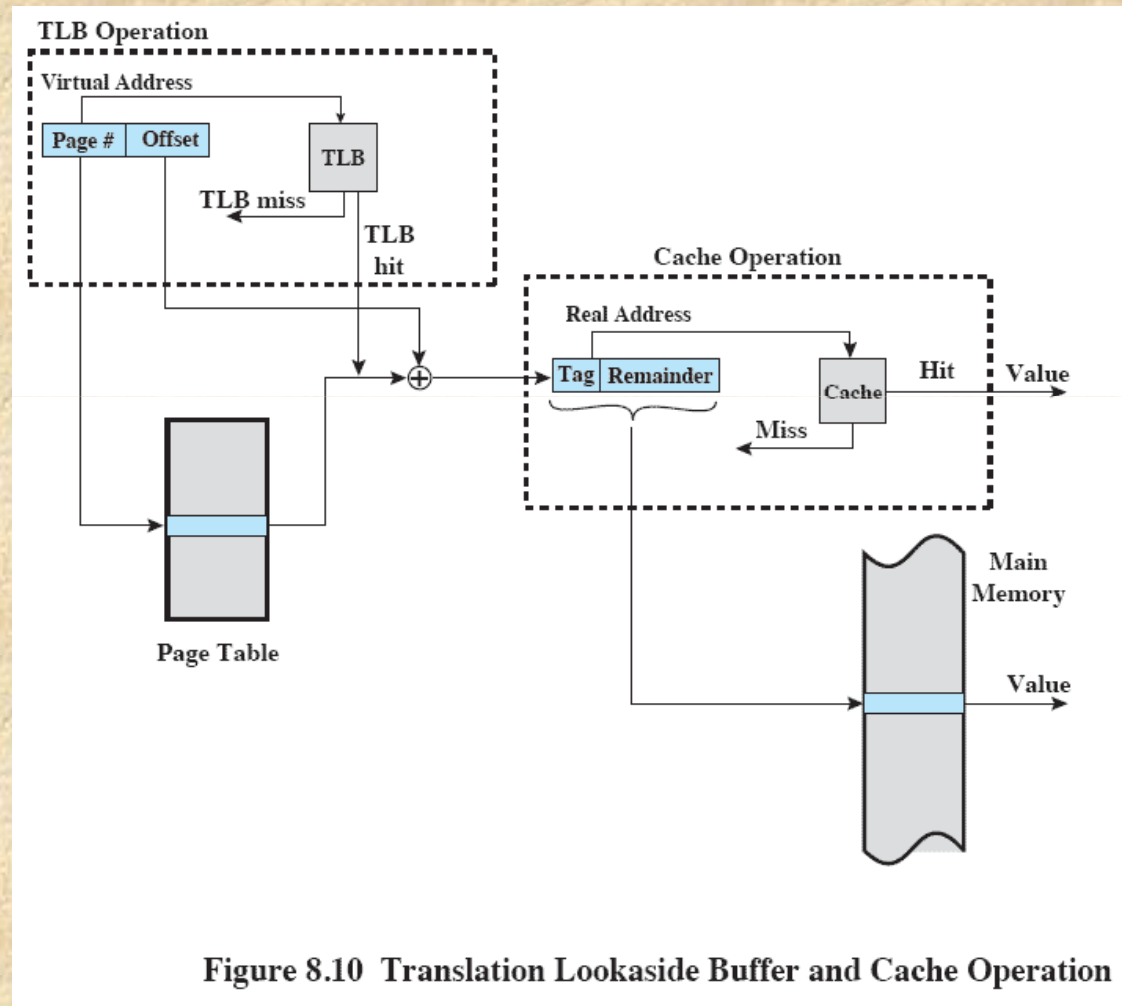 TLB Operation
Virtual Address
Page # Offset
TLB
TLB miss
TLB
hit
Cache Operation
Real Address
Tag Remainder
Cache
Hit
Value
Miss
Page Table
Main
Memory
Value
Figure 8.10 Translation Lookaside Buffer and Cache Operation